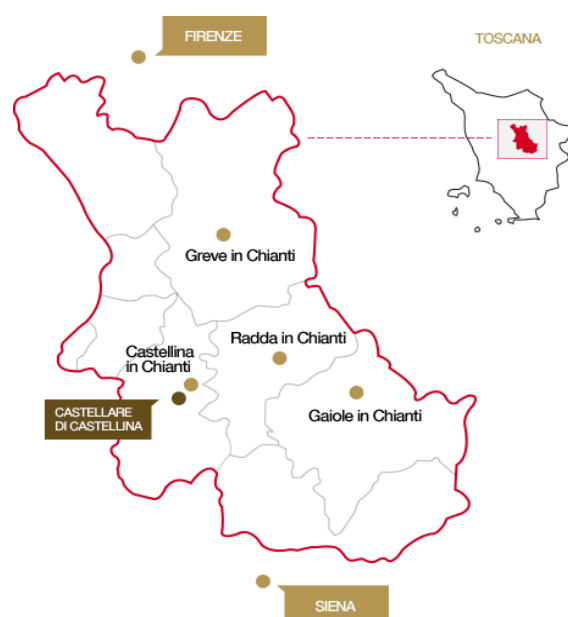 FIRENZE
TOSCANA
Greve in Chianti
Radda in Chianti
Castellina
in Chianti
CASTELLARE
DI CASTELLINA
Gaiole in Chianti
SIENA